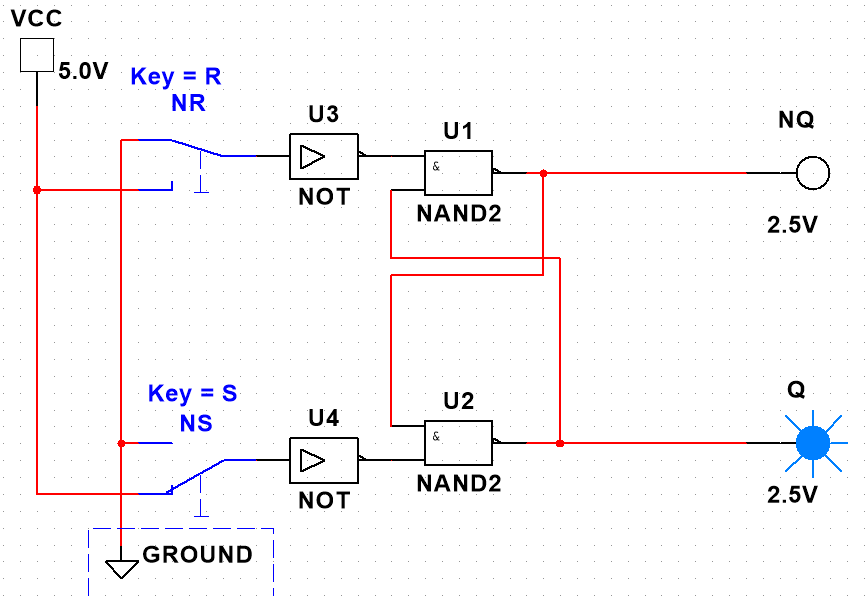 VCC
5.0V
Key = R
NR
U3
NOT
U1
&
NAND2
NQ
2.5V
Key = S
NS
U4
NOT
U2
&
NAND2
Q
2.5V
GROUND